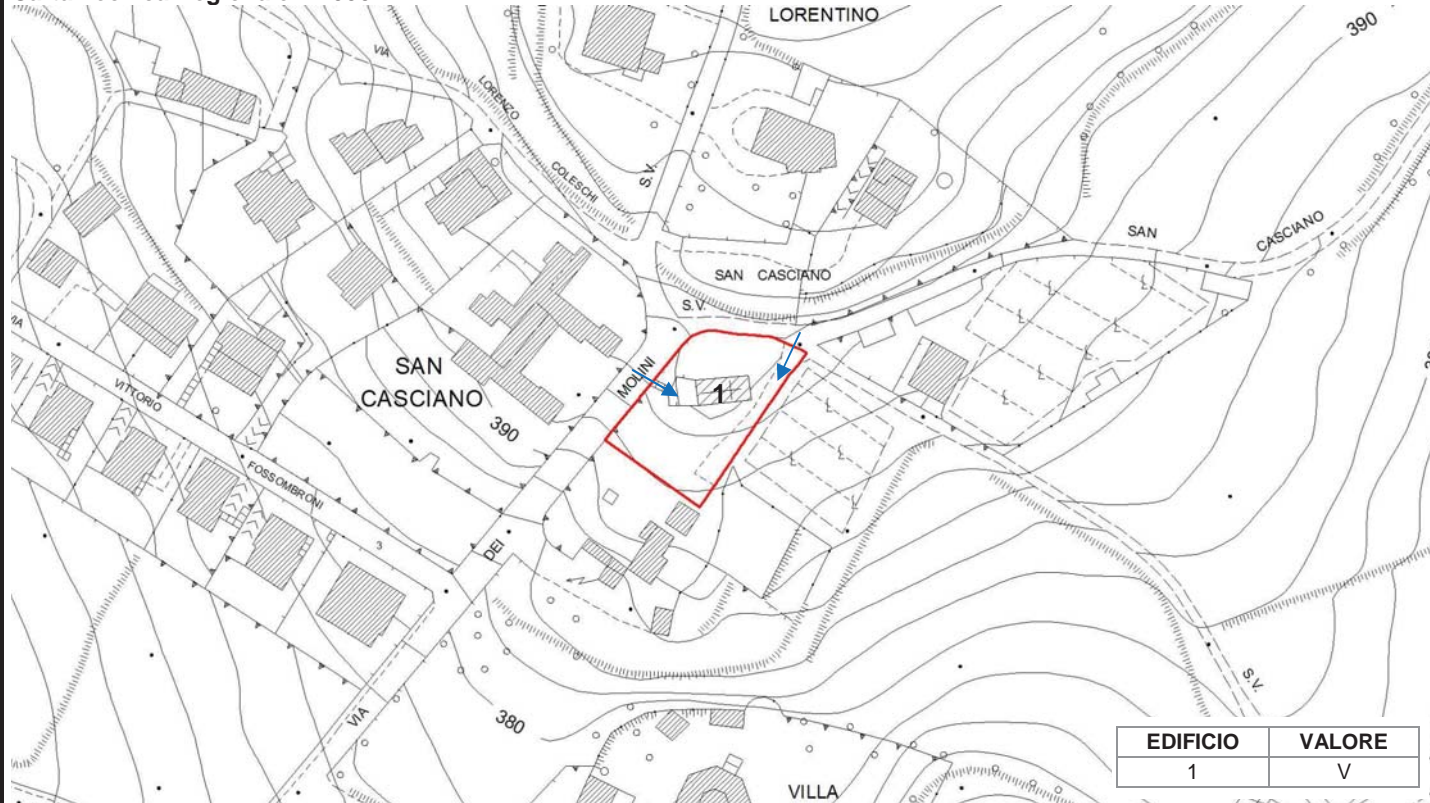 LORENTINO
390
VIA
LORENZO
COLESCHI
S.V.
SAN
CASCIANO
SAN CASCIANO
S.V.
MOLINI
1
SAN
CASCIANO
390
VITTORIO
FOSSOMBRONI
3
DEI
VIA
380
S.V.
VILLA
EDIFICIO VALORE
1 V